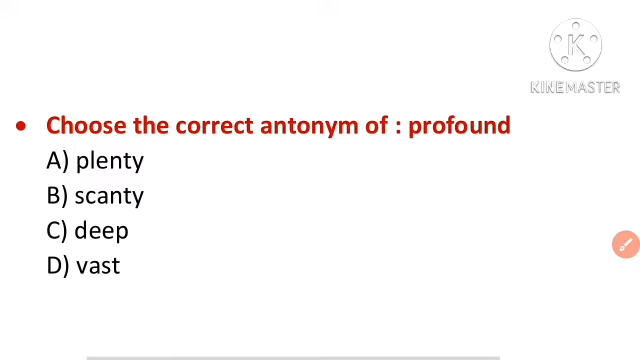 K
KINEMASTER
• Choose the correct antonym of : profound
A) plenty
B) scanty
C) deep
D) vast